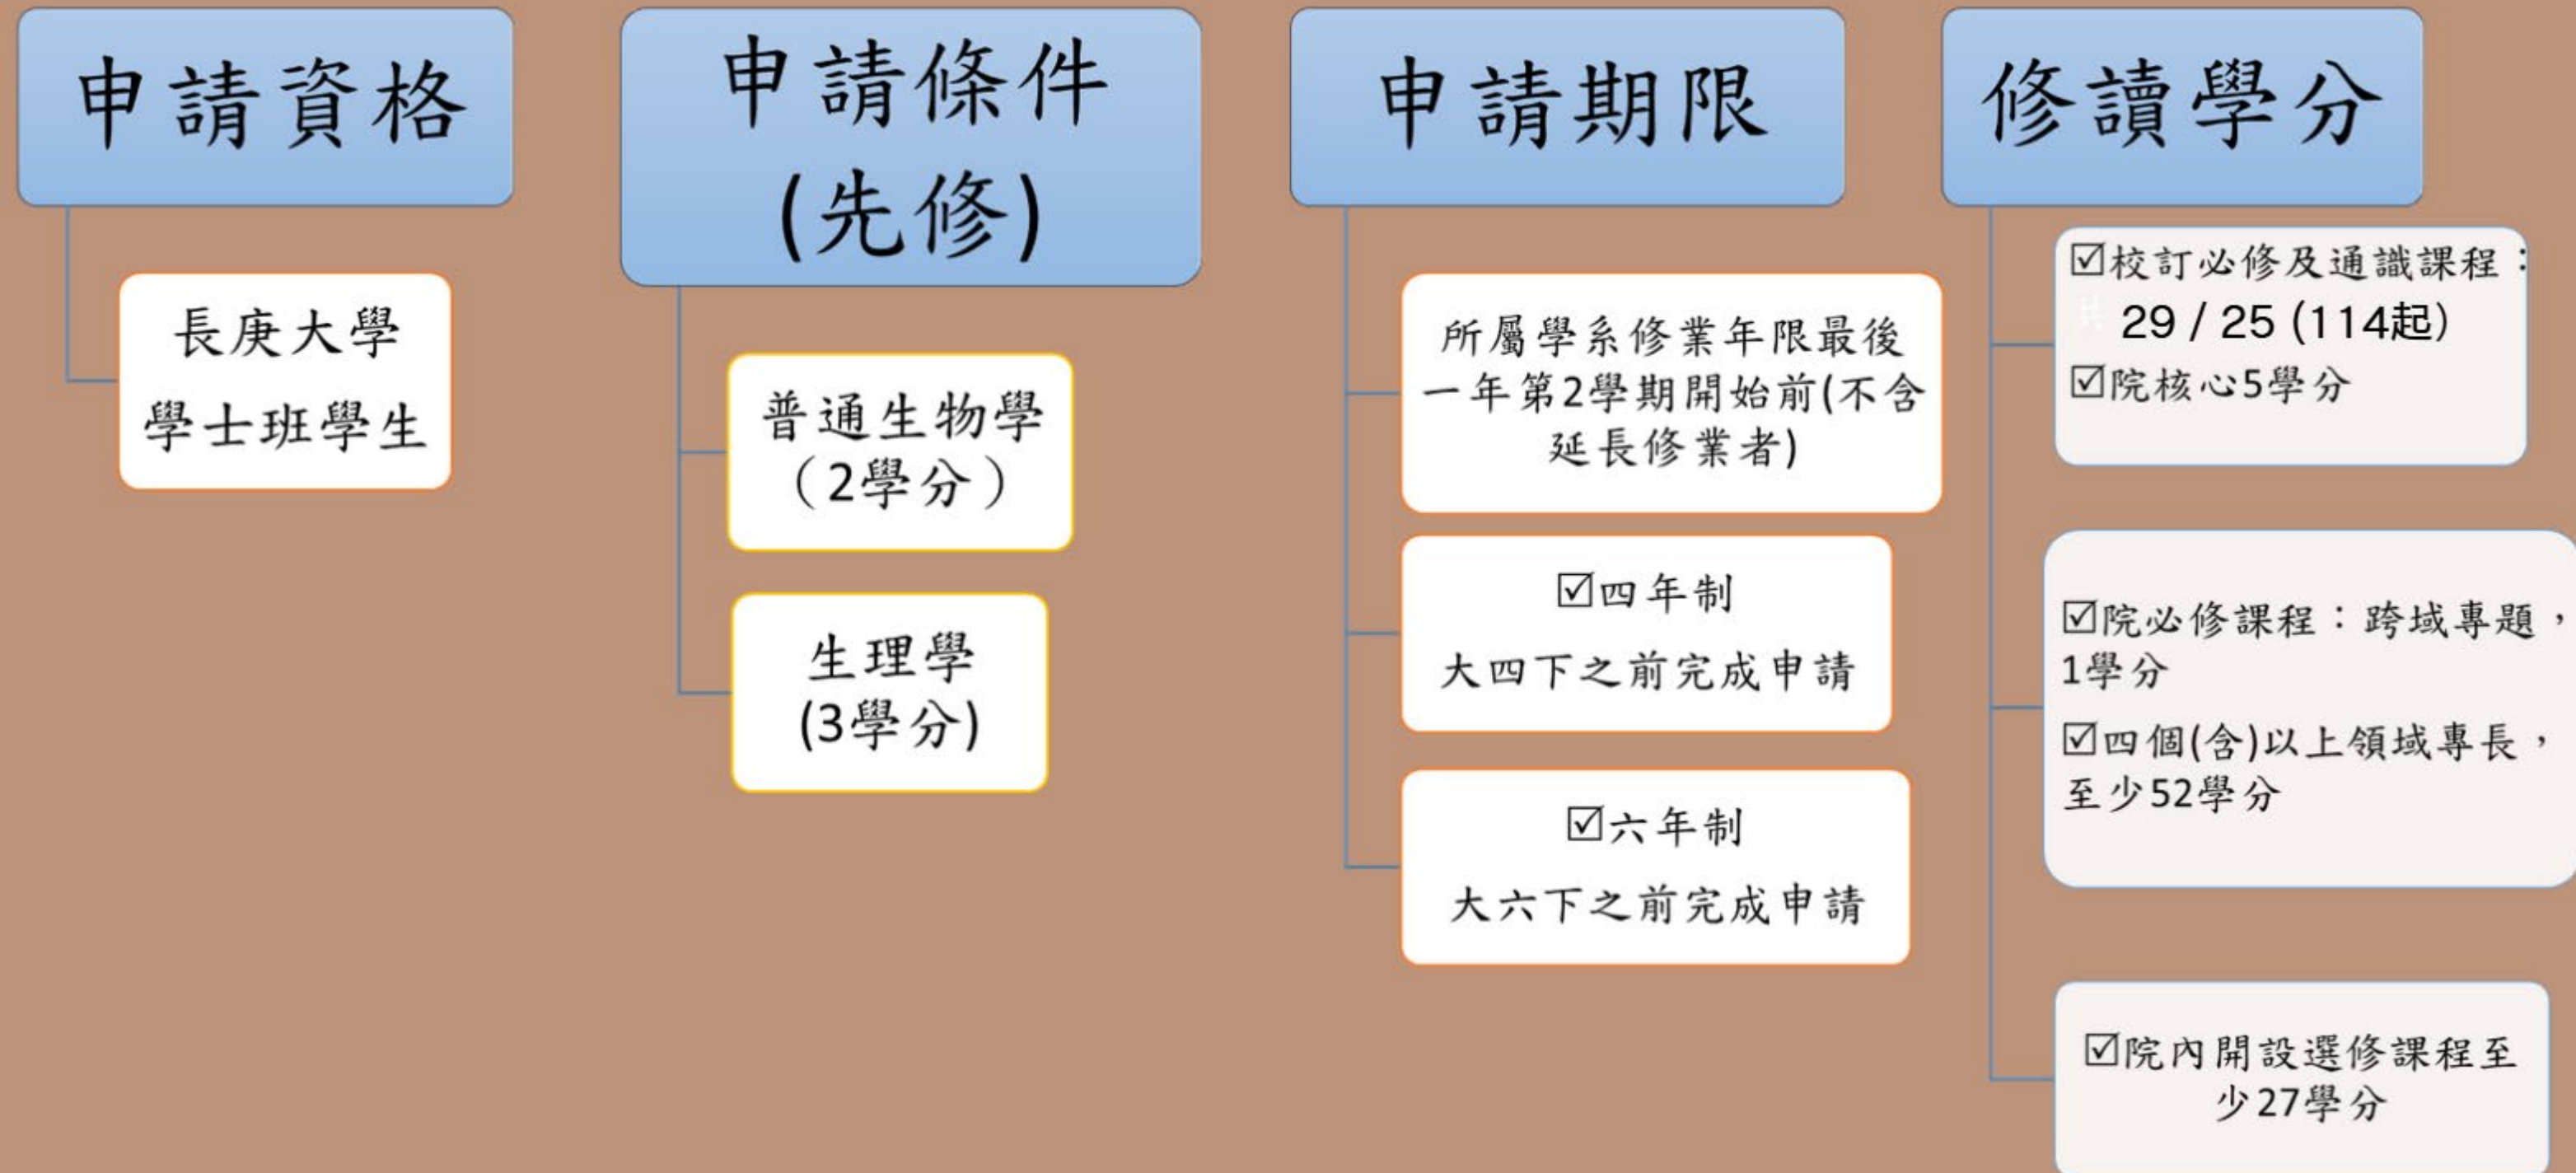 申請資格
長庚大學
學士班學生
申請條件
(先修)
普通生物學
（2學分）
生理學
(3學分)
申請期限
所屬學系修業年限最後
一年第2學期開始前(不含
延長修業者)
☑四年制
大四下之前完成申請
☑六年制
大六下之前完成申請
修讀學分
☑校訂必修及通識課程：
共 29 / 25 (114起)
☑院核心5學分
☑院必修課程：跨域專題，
1學分
☑四個(含)以上領域專長，
至少52學分
☑院內開設選修課程至
少27學分